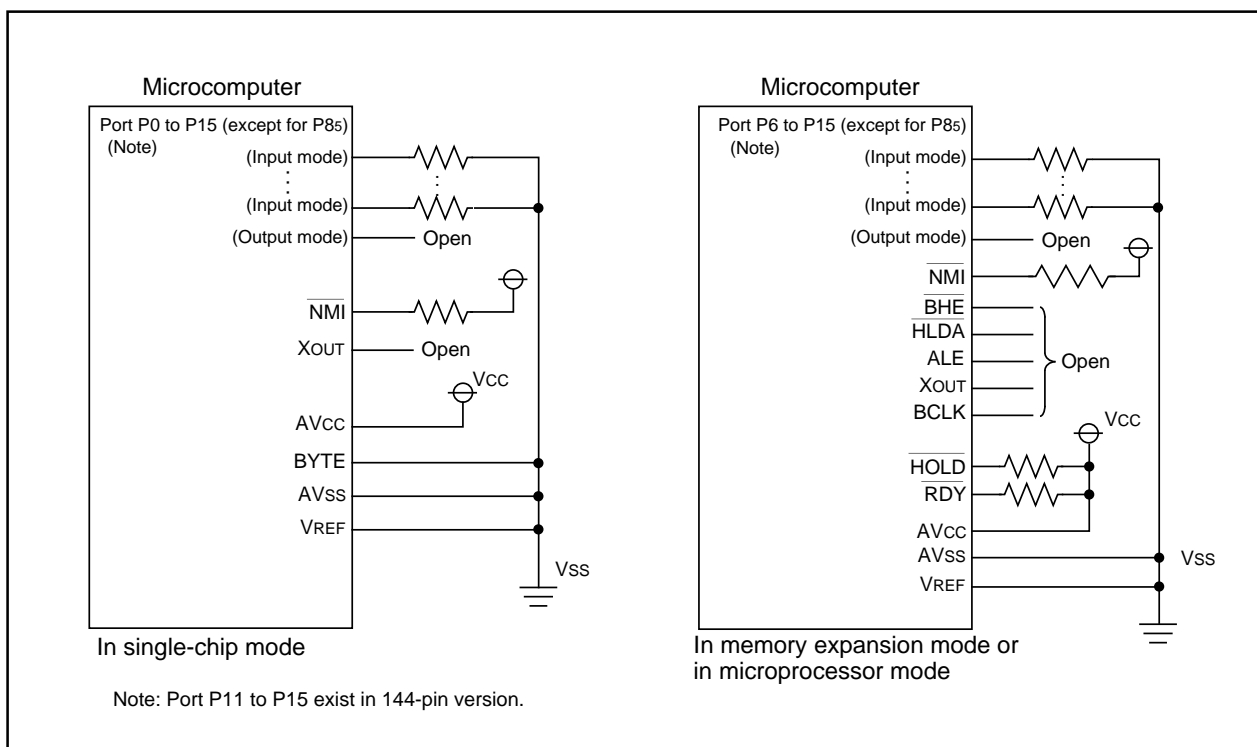 Microcomputer
Port P0 to P15 (except for P85)
(Note)
(Input mode)
(Input mode)
(Output mode)
Open
NMI
XOUT
Open
VCC
AVCC
BYTE
AVSS
VREF
VSS
In single-chip mode
Note: Port P11 to P15 exist in 144-pin version.
Microcomputer
Port P6 to P15 (except for P85)
(Note)
(Input mode)
(Input mode)
(Output mode)
Open
NMI
BHE
HLDA
ALE
Open
XOUT
BCLK
VCC
HOLD
RDY
AVCC
AVSS
VSS
VREF
In memory expansion mode or
in microprocessor mode